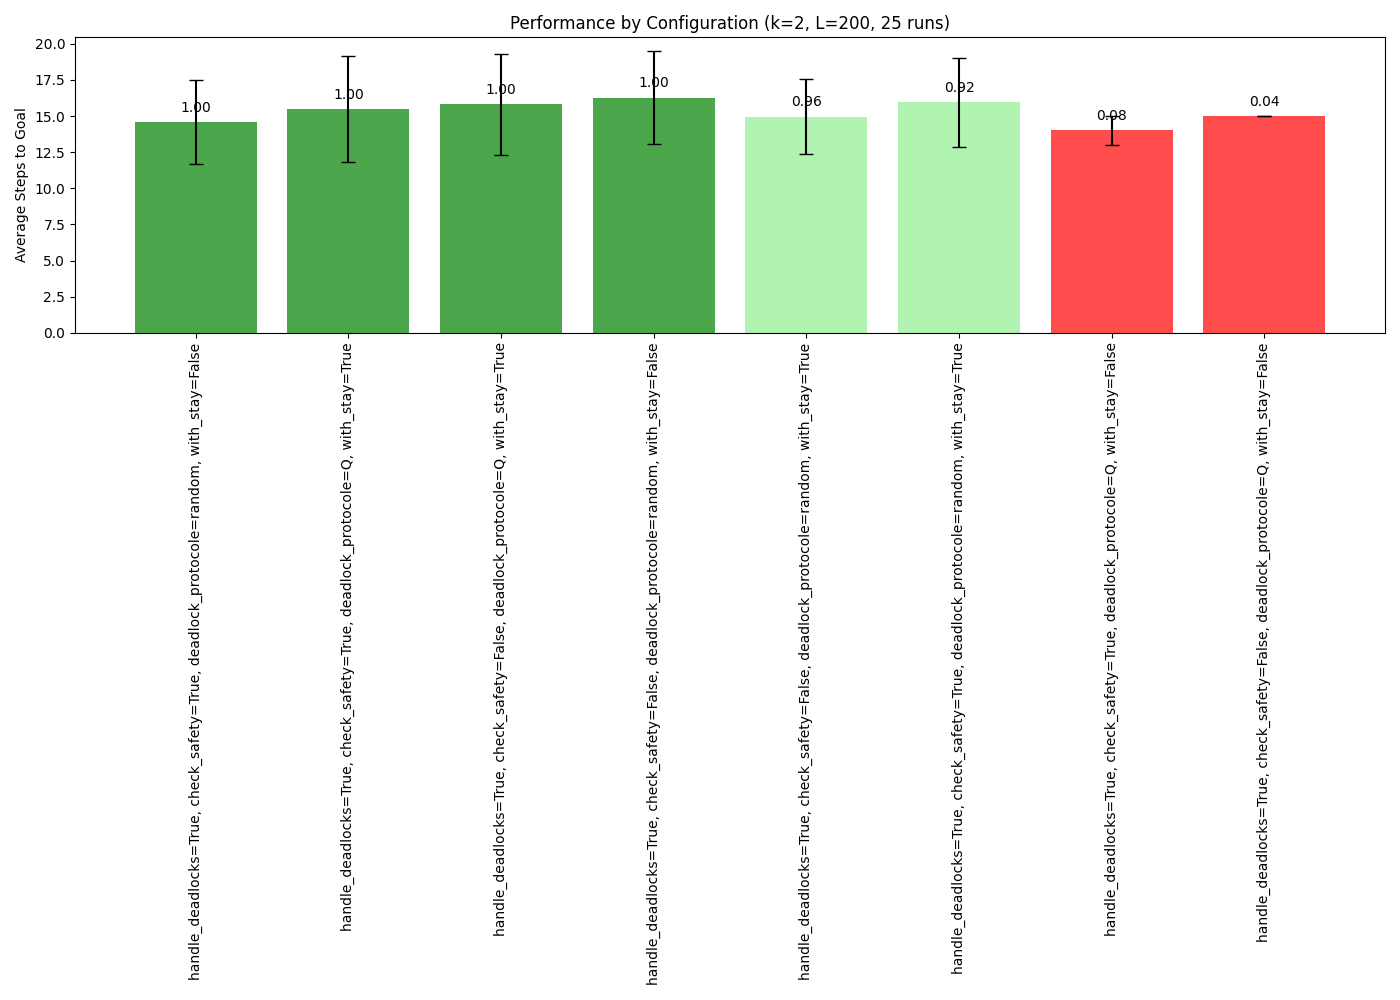 Performance by Configuration (k=2, L=200, 25 runs)
Average Steps to Goal
20.0
17.5
15.0
12.5
10.0
7.5
5.0
2.5
0.0
1.00
1.00
1.00
1.00
0.96
0.92
0.08
0.04
handle_deadlocks=True, check_safety=True, deadlock_protocole=random, with_stay=False
handle_deadlocks=True, check_safety=True, deadlock_protocole=Q, with_stay=True
handle_deadlocks=True, check_safety=False, deadlock_protocole=Q, with_stay=True
handle_deadlocks=True, check_safety=False, deadlock_protocole=random, with_stay=False
handle_deadlocks=True, check_safety=False, deadlock_protocole=random, with_stay=True
handle_deadlocks=True, check_safety=True, deadlock_protocole=random, with_stay=True
handle_deadlocks=True, check_safety=True, deadlock_protocole=Q, with_stay=False
handle_deadlocks=True, check_safety=False, deadlock_protocole=Q, with_stay=False